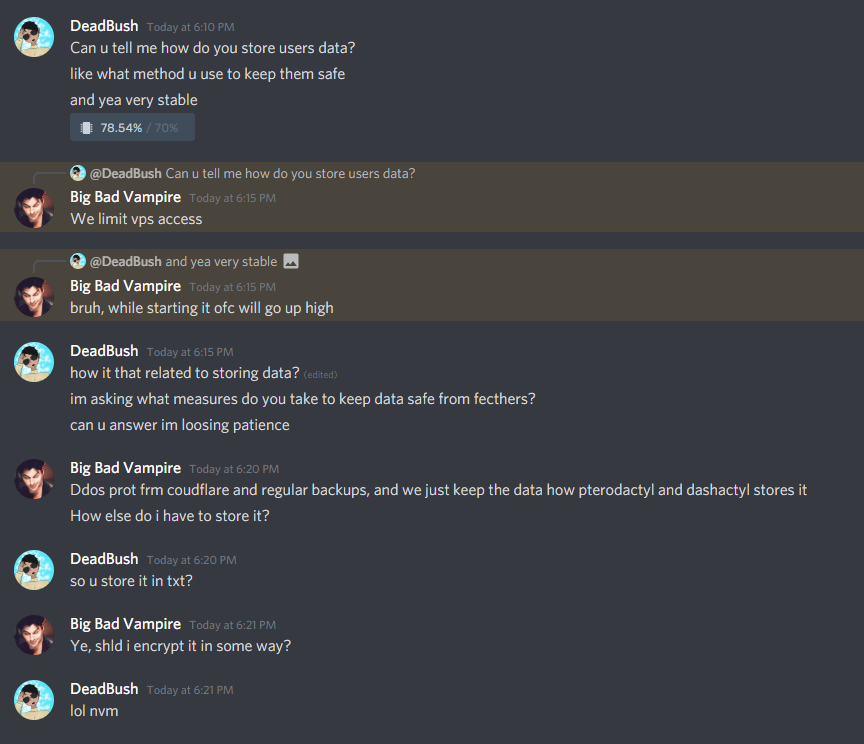 DeadBush Today at 6:10 PM
Can u tell me how do you store users data?
like what method u use to keep them safe
and yea very stable
78.54% / 70%
@DeadBush Can u tell me how do you store users data?
Big Bad Vampire Today at 6:15 PM
We limit vps access
@DeadBush and yea very stable
Big Bad Vampire Today at 6:15 PM
bruh, while starting it ofc will go up high
DeadBush Today at 6:15 PM
how it that related to storing data? (edited)
im asking what measures do you take to keep data safe from fecthers?
can u answer im loosing patience
Big Bad Vampire Today at 6:20 PM
Ddos prot frm coudflare and regular backups, and we just keep the data how pterodactyl and dashactyl stores it
How else do i have to store it?
DeadBush Today at 6:20 PM
so u store it in txt?
Big Bad Vampire Today at 6:21 PM
Ye, shld i encrypt it in some way?
DeadBush Today at 6:21 PM
lol nvm